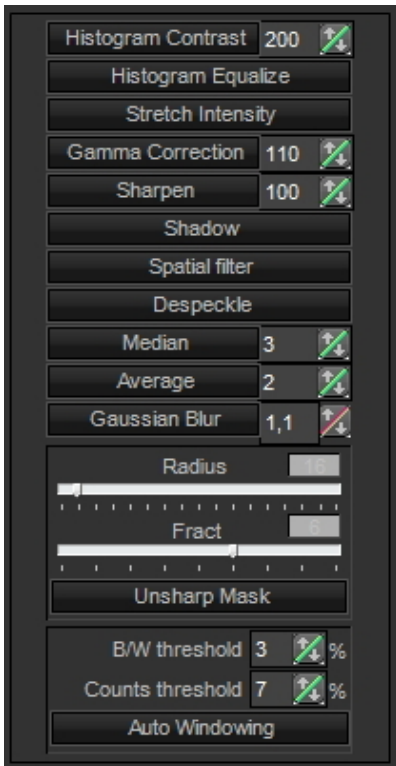 Histogram Contrast 200
Histogram Equalize
Stretch Intensity
Gamma Correction 110
Sharpen 100
Shadow
Spatial filter
Despeckle
Median 3
Average 2
Gaussian Blur 1,1
Radius 16
Fract 6
Unsharp Mask
B/W threshold 3 %
Counts threshold 7 %
Auto Windowing